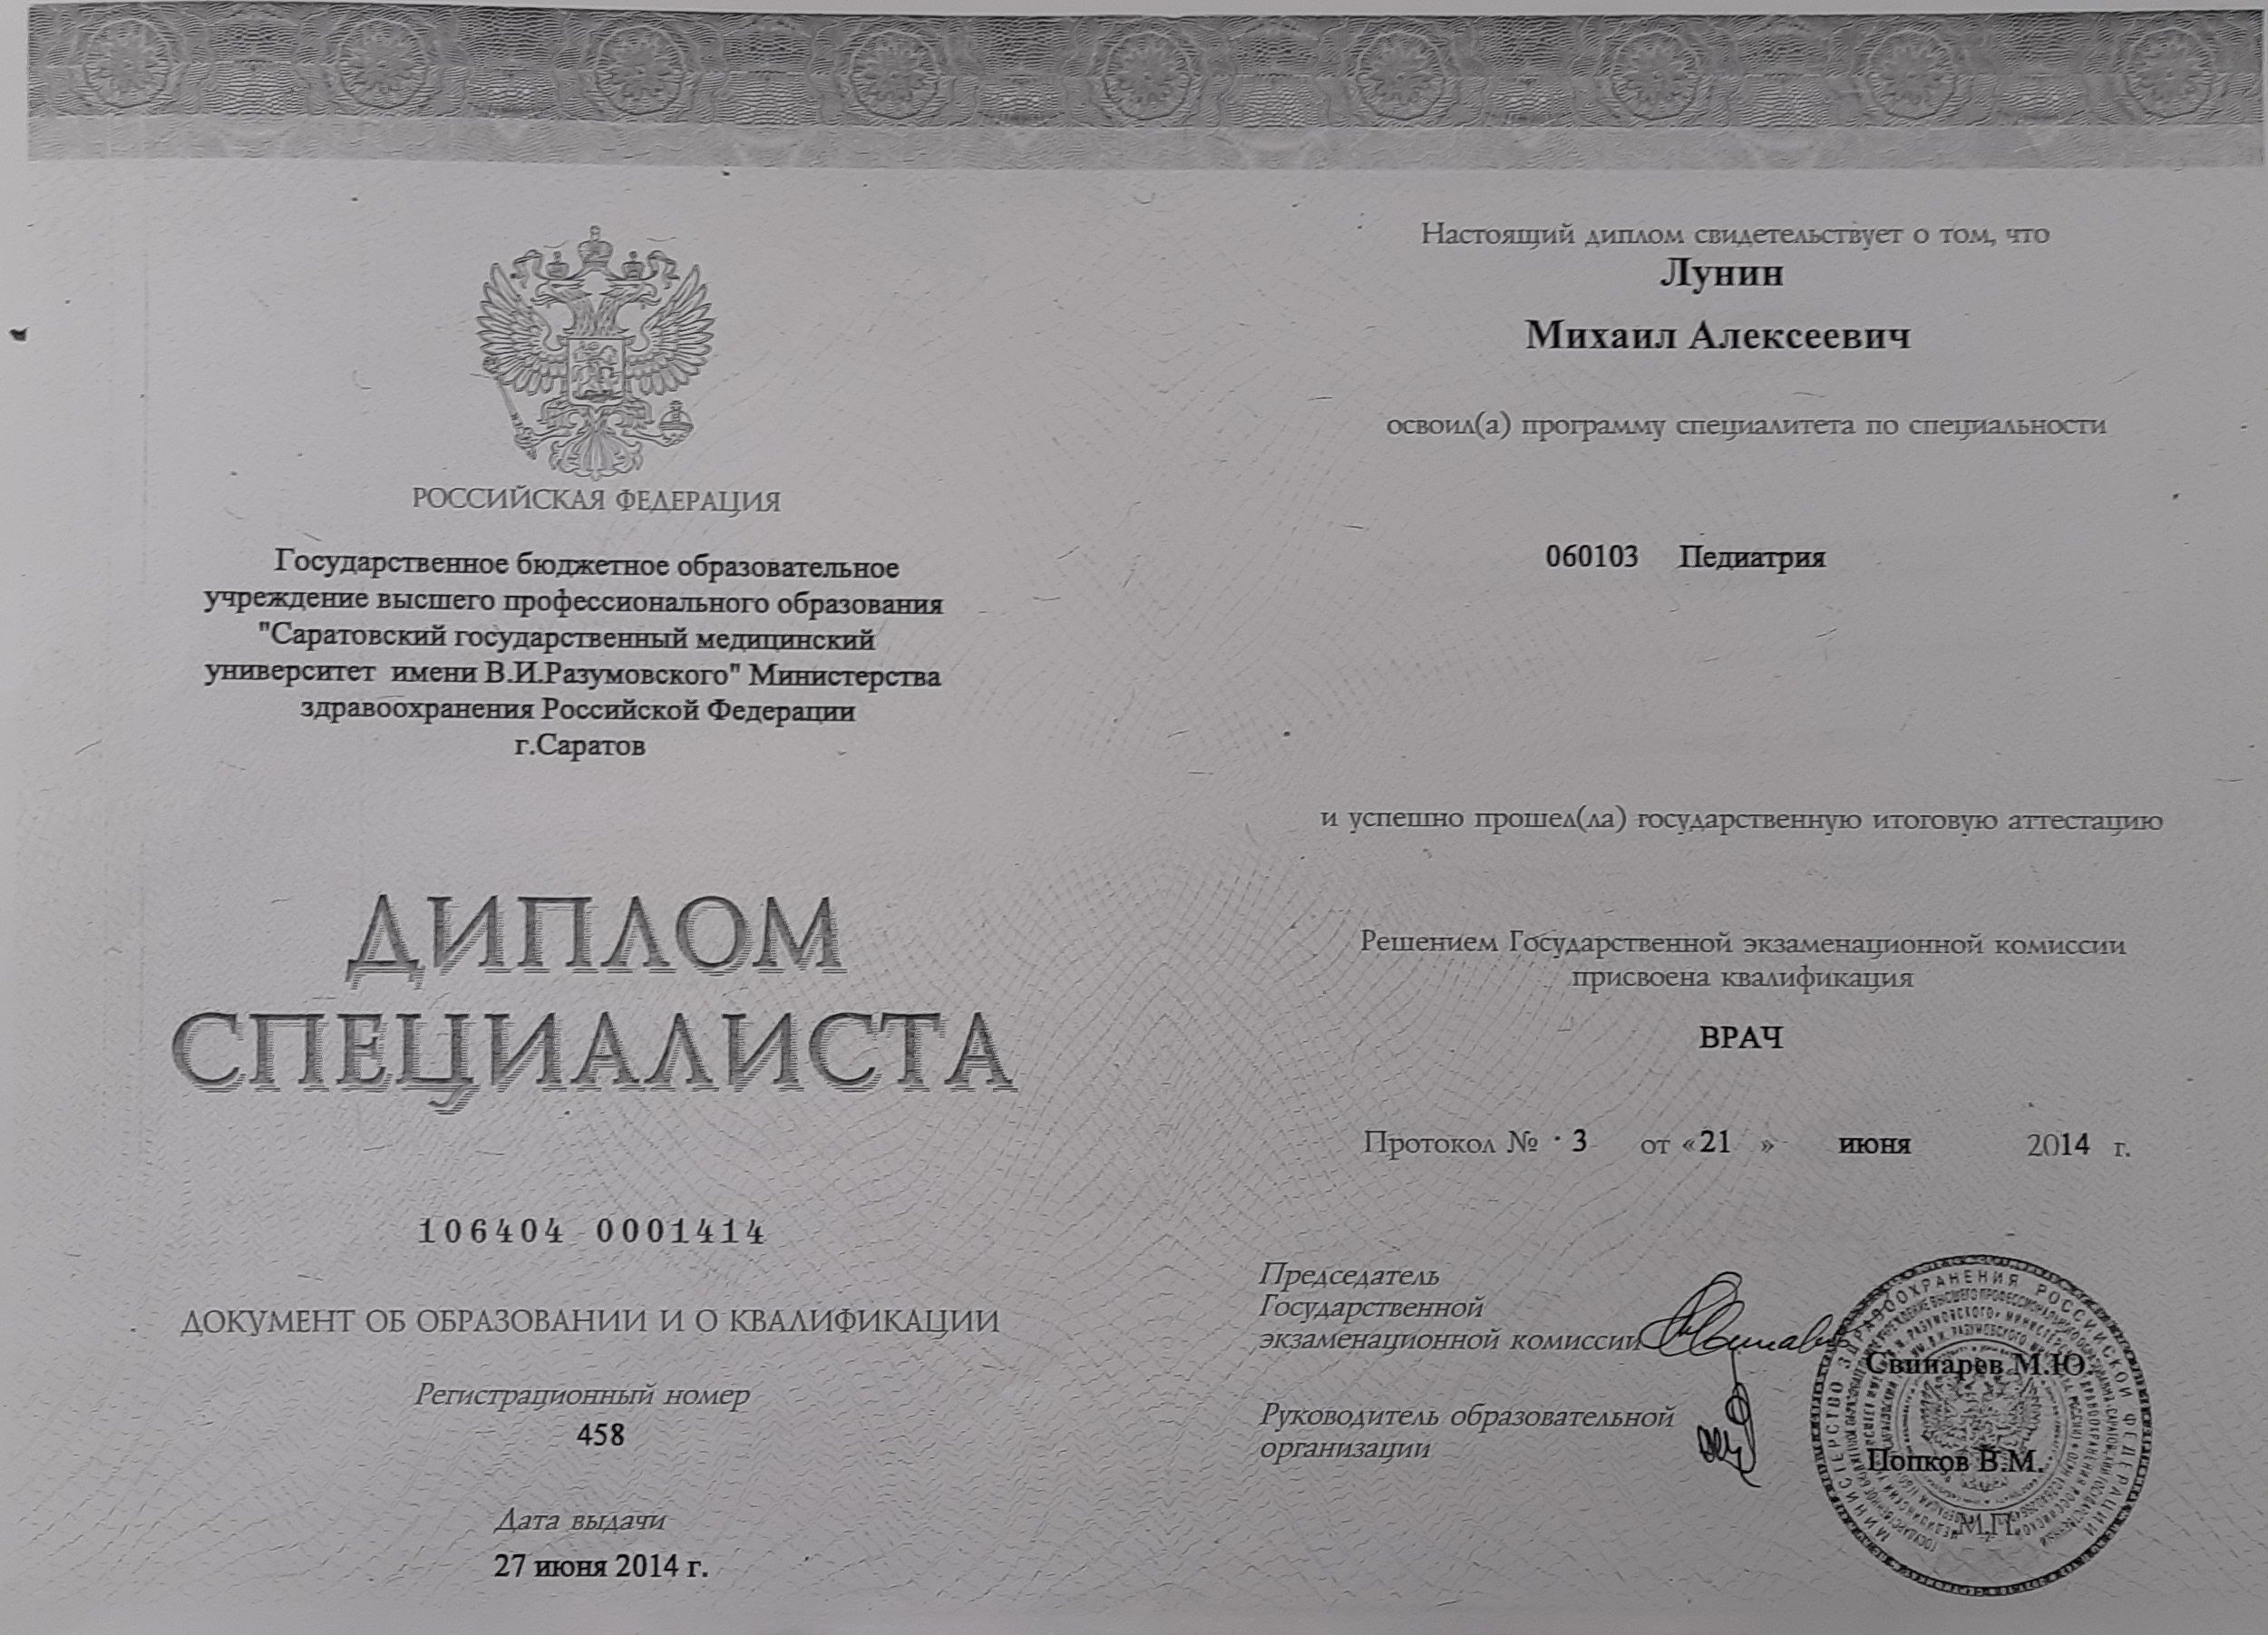 РОССИЙСКАЯ ФЕДЕРАЦИЯ
Государственное бюджетное образовательное
учреждение высшего профессионального образования
"Саратовский государственный медицинский
университет имени В.И.Разумовского" Министерства
здравоохранения Российской Федерации
г.Саратов
ДИПЛОМ
СПЕЦИАЛИСТА
106404 0001414
ДОКУМЕНТ ОБ ОБРАЗОВАНИИ И О КВАЛИФИКАЦИИ
Регистрационный номер
458
Дата выдачи
27 июня 2014 г.
Настоящий диплом свидетельствует о том, что
Лунин
Михаил Алексеевич
освоил(а) программу специалитета по специальности
060103 Педиатрия
и успешно прошел(ла) государственную итоговую аттестацию
Решением Государственной экзаменационной комиссии
присвоена квалификация
ВРАЧ
Протокол № 3 от «21 » июня 2014 г.
Председатель
Государственной
экзаменационной комиссии
Свинарев М.Ю.
Руководитель образовательной
организации
Попков В.М.
М.П.
МИНИСТЕРСТВО ЗДРАВООХРАНЕНИЯ РОССИЙСКОЙ ФЕДЕРАЦИИ